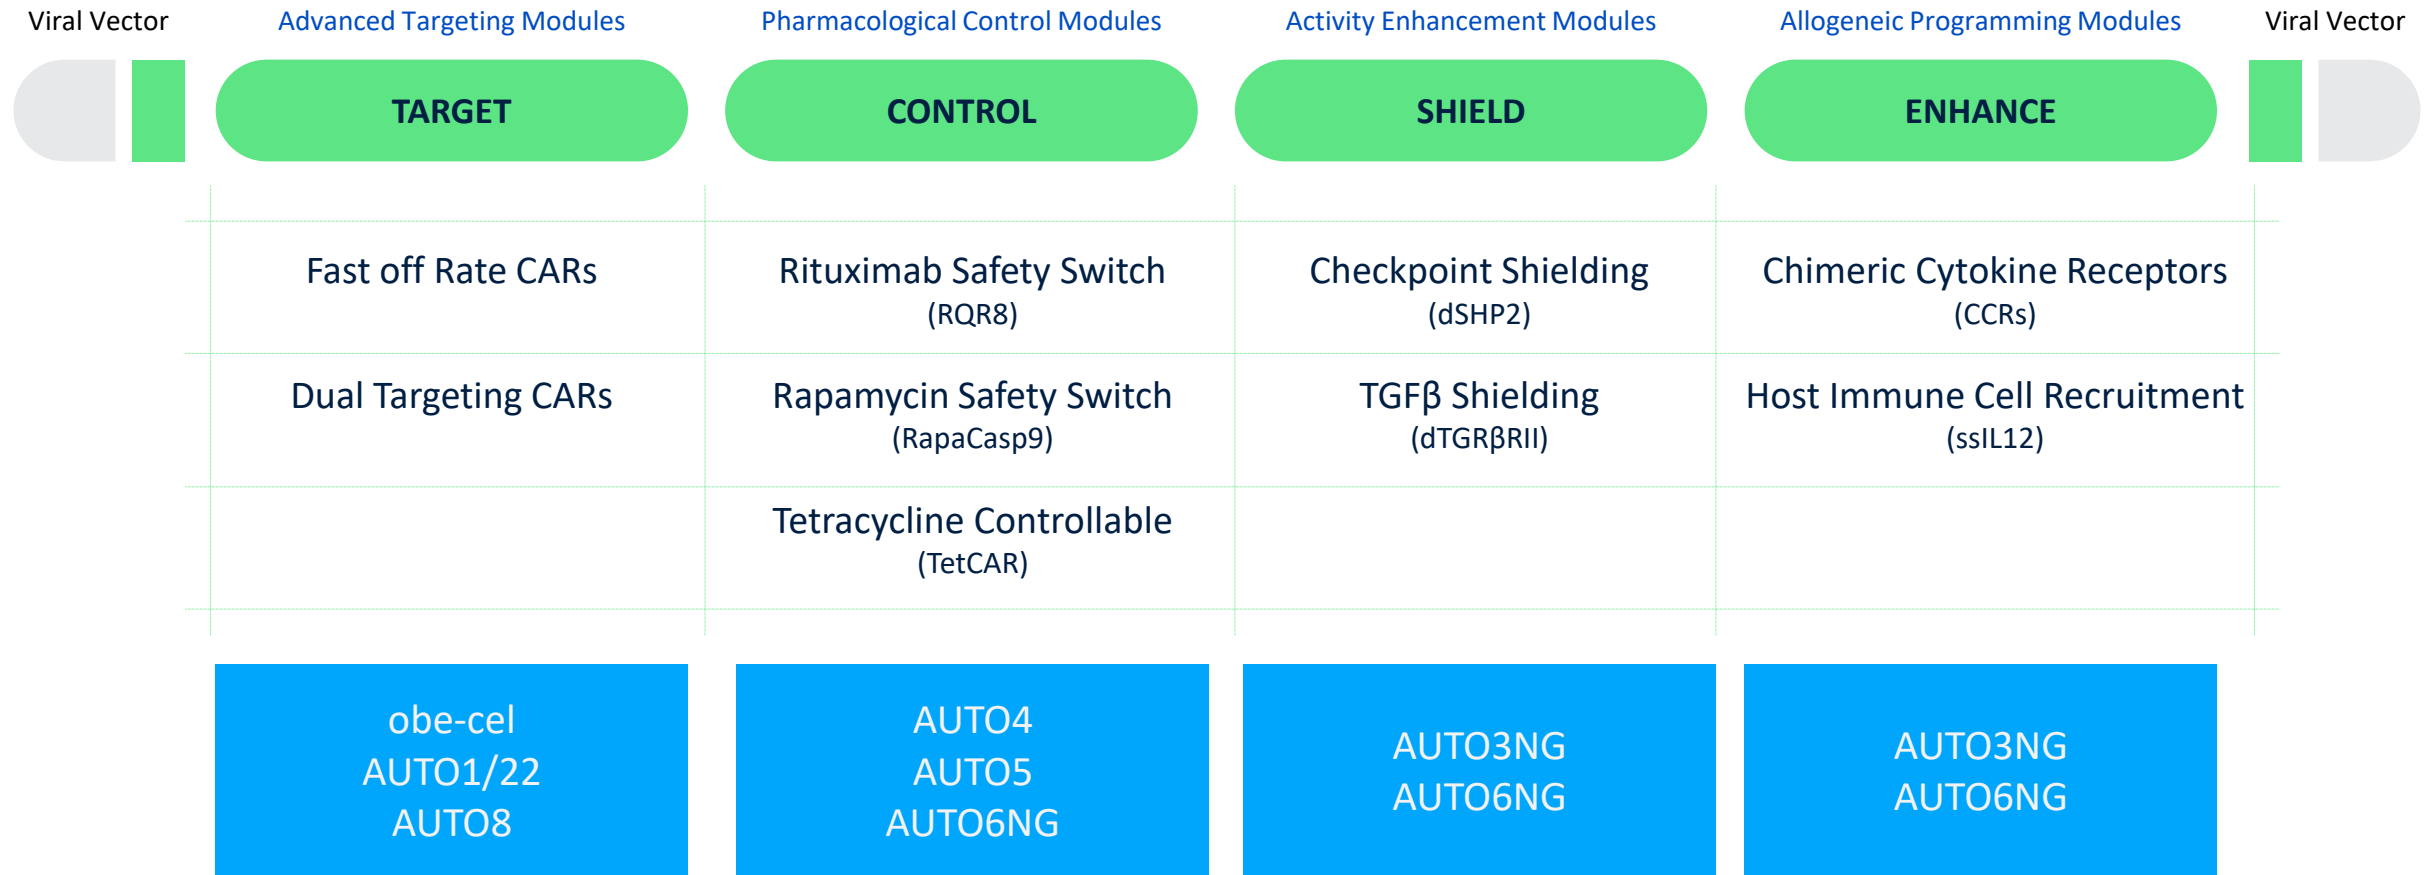 Viral Vector
Advanced Targeting Modules
Pharmacological Control Modules
Activity Enhancement Modules
Allogeneic Programming Modules
Viral Vector
TARGET
CONTROL
SHIELD
ENHANCE
Fast off Rate CARs
Rituximab Safety Switch
(RQR8)
Checkpoint Shielding
(dSHP2)
Chimeric Cytokine Receptors
(CCRs)
Dual Targeting CARs
Rapamycin Safety Switch
(RapaCasp9)
TGFβ Shielding
(dTGRβRII)
Host Immune Cell Recruitment
(ssIL12)
Tetracycline Controllable
(TetCAR)
obe-cel
AUTO1/22
AUTO8
AUTO4
AUTO5
AUTO6NG
AUTO3NG
AUTO6NG
AUTO3NG
AUTO6NG